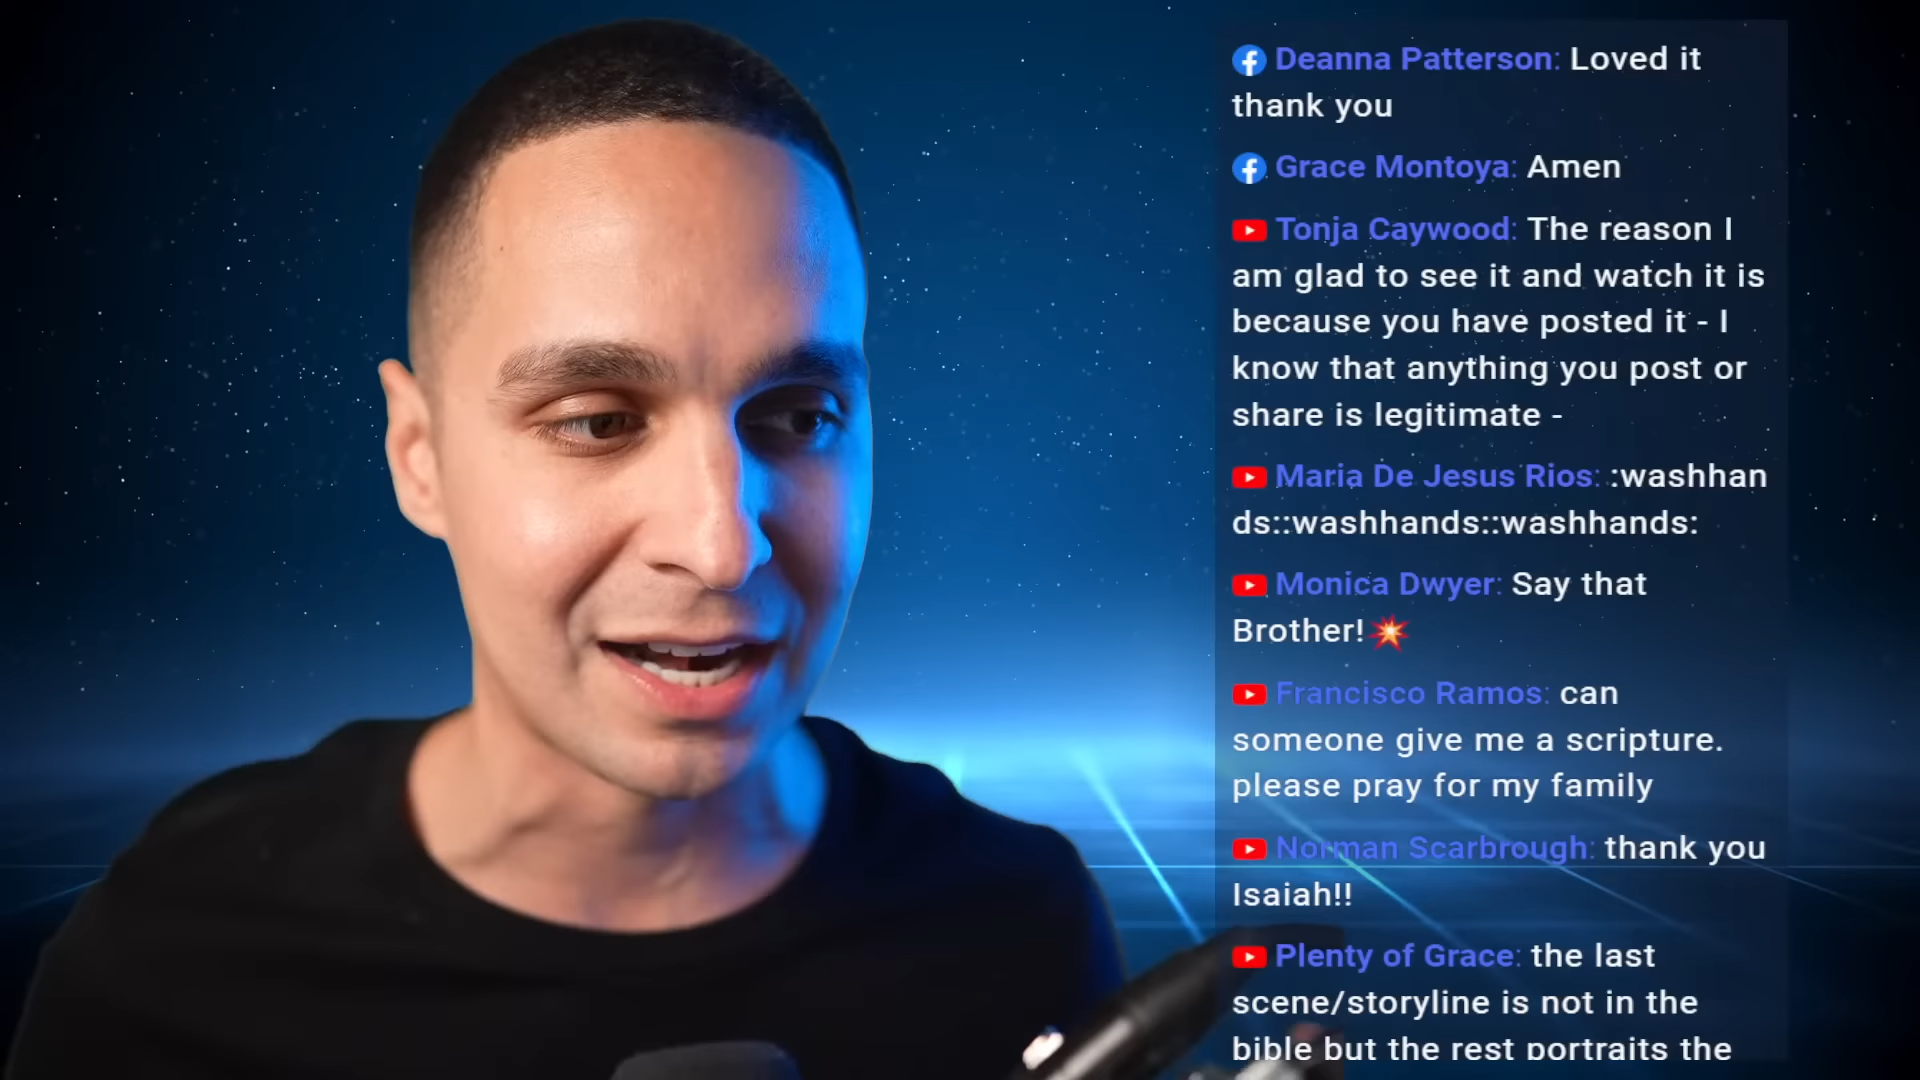 Deanna Patterson: Loved it
thank you
Grace Montoya: Amen
Tonja Caywood: The reason I
am glad to see it and watch it is
because you have posted it - I
know that anything you post or
share is legitimate -
Maria De Jesus Rios: :washhan
ds::washhands::washhands:
Monica Dwyer: Say that
Brother!💥
Francisco Ramos: can
someone give me a scripture.
please pray for my family
Norman Scarbrough: thank you
Isaiah!!
Plenty of Grace: the last
scene/storyline is not in the
bible but the rest portraits the